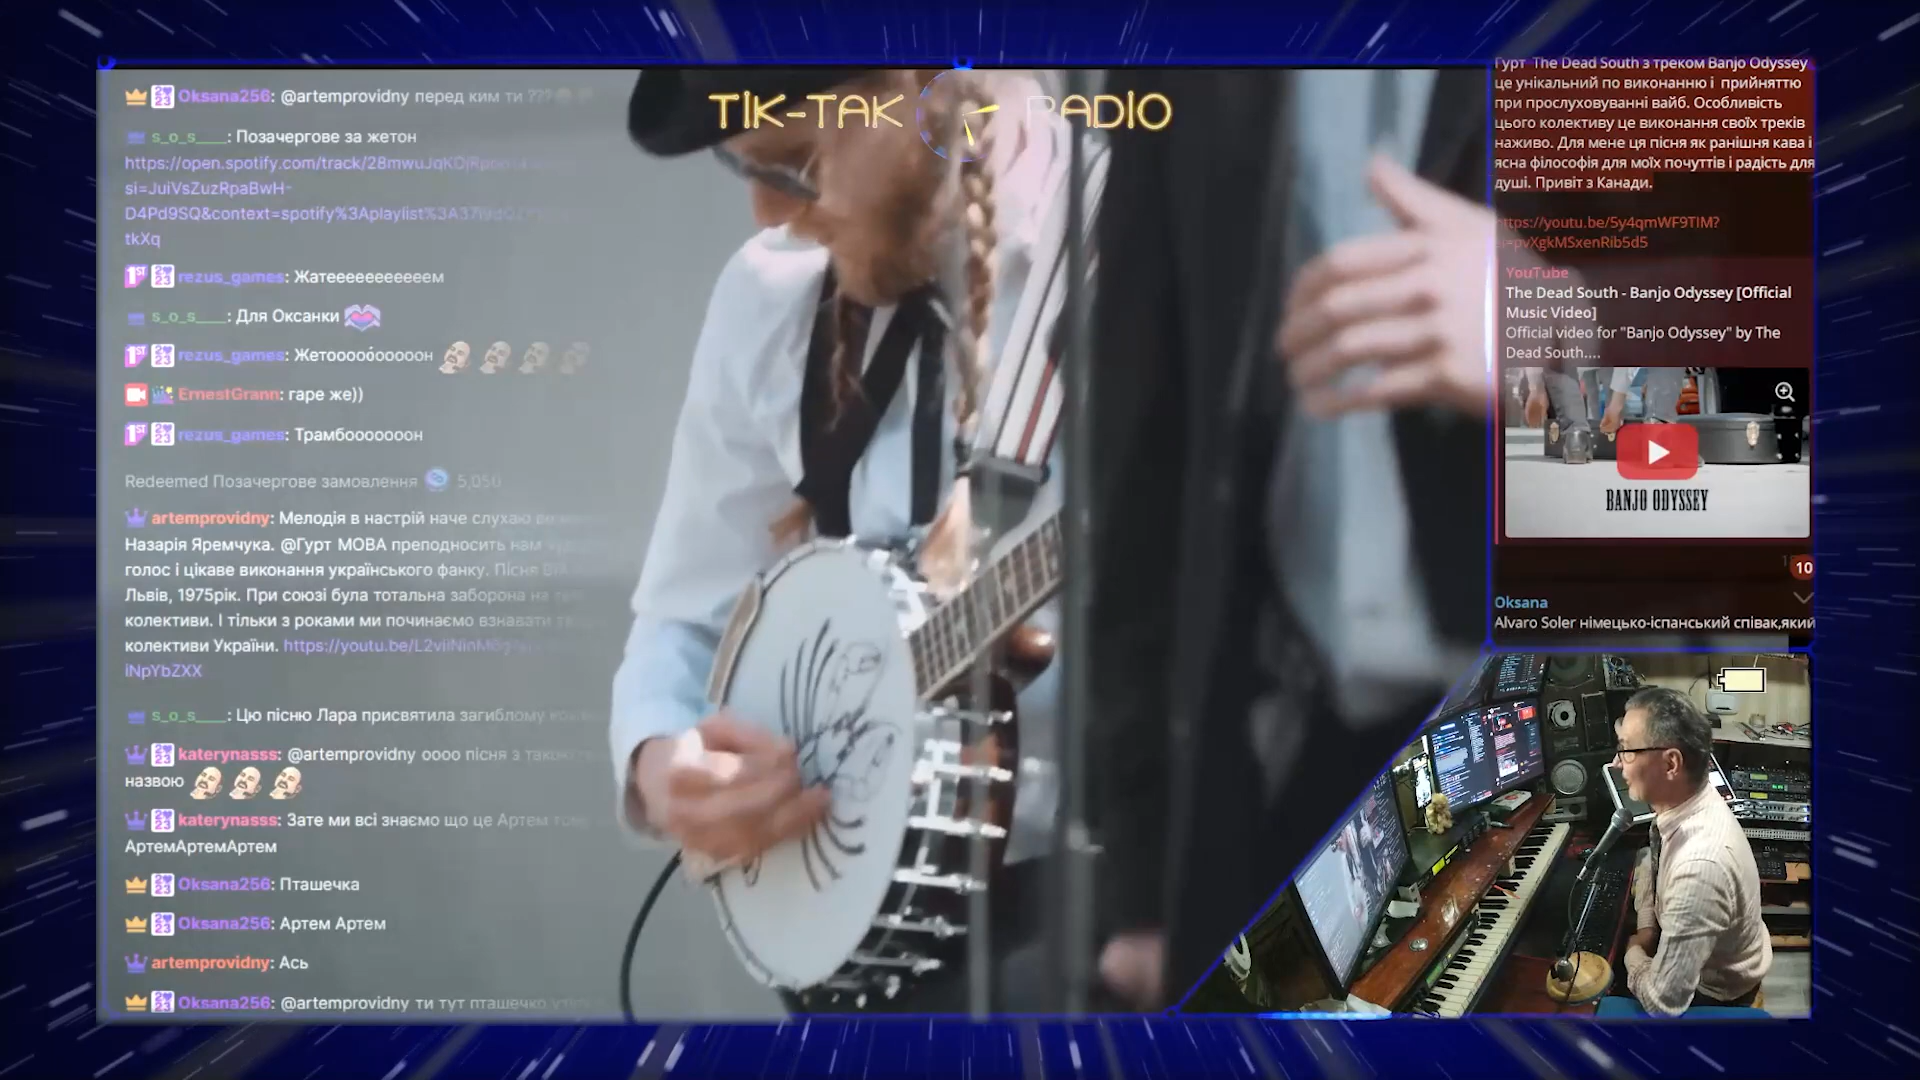 TIK-TAK RADIO
Oksana256: @artemprovidny перед ким ти ???
s_o_s___: Позачергове за жетон
https://open.spotify.com/track/28mwuJqKO
si=JuiVsZuzRpaBwH-
D4Pd9SQ&context=spotify%3Aplaylist%3A37i9dQ
tkXq
rezus_games: Жатеееееееееeeм
s_o_s___: Для Оксанки
rezus_games: Жетоооооооооон
ErnestGrann: гаре же))
rezus_games: Трамбооооооон
Redeemed Позачергове замовлення 5,050
artemprovidny: Мелодія в настрій наче слухаю
Назарія Яремчука. @Гурт МОВА преподносить нам
голос і цікаве виконання українського фанку. Пісня
Львів, 1975рік. При союзі була тотальна заборона на
колективи. І тільки з роками ми починаємо взнавати
колективи України. https://youtu.be/L2viiNinM
iNpYbZXX
s_o_s___: Цю пісню Лара присвятила загиблому
katerynasss: @artemprovidny оооо пісня з такою
назвою
katerynasss: Зате ми всі знаємо що це Артем
АртемАртемАртем
Oksana256: Пташечка
Oksana256: Артем Артем
artemprovidny: Ась
Oksana256: @artemprovidny ти тут пташечко
Гурт The Dead South з треком Banjo Odyssey
це унікальний по виконанню і прийняттю
при прослуховуванні вайб. Особливість
цього колективу це виконання своїх треків
наживо. Для мене ця пісня як ранішня кава і
ясна філософія для моїх почуттів і радість для
душі. Привіт з Канади.
https://youtu.be/5y4qmWF9TIM?
si=pvXgkMSxenRib5d5
YouTube
The Dead South - Banjo Odyssey [Official
Music Video]
Official video for "Banjo Odyssey" by The
Dead South....
BANJO ODYSSEY
10
Oksana
Alvaro Soler німецько-іспанський співак,який